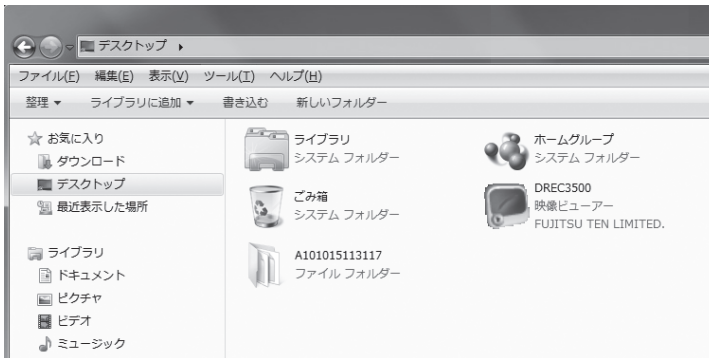 デスクトップ
ファイル(F) 編集(E) 表示(V) ツール(T) ヘルプ(H)
整理 ライブラリに追加 書き込む 新しいフォルダー
お気に入り
ダウンロード
デスクトップ
最近表示した場所
ライブラリ
ドキュメント
ピクチャ
ビデオ
ミュージック
ライブラリ
システム フォルダー
ホームグループ
システム フォルダー
ごみ箱
システム フォルダー
DREC3500
映像ビューアー
FUJITSU TEN LIMITED.
A101015113117
ファイル フォルダー